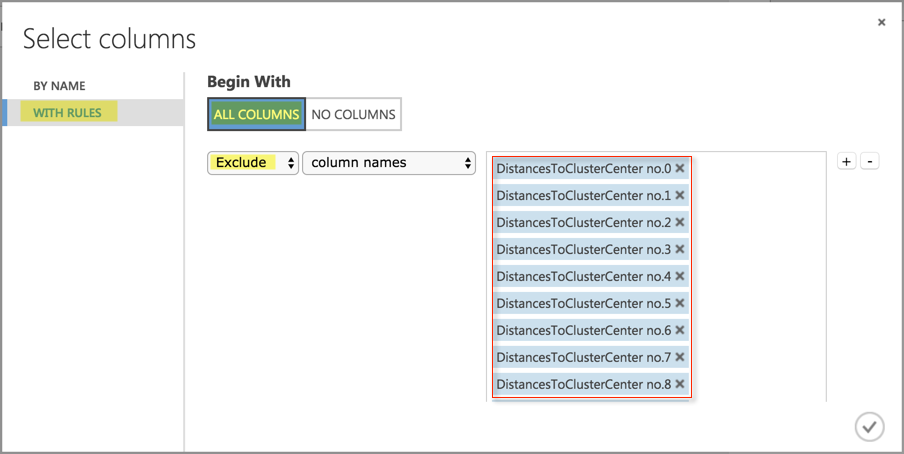 Select columns
BY NAME
WITH RULES
Begin With
ALL COLUMNS NO COLUMNS
Exclude column names
DistancesToClusterCenter no.0
DistancesToClusterCenter no.1
DistancesToClusterCenter no.2
DistancesToClusterCenter no.3
DistancesToClusterCenter no.4
DistancesToClusterCenter no.5
DistancesToClusterCenter no.6
DistancesToClusterCenter no.7
DistancesToClusterCenter no.8